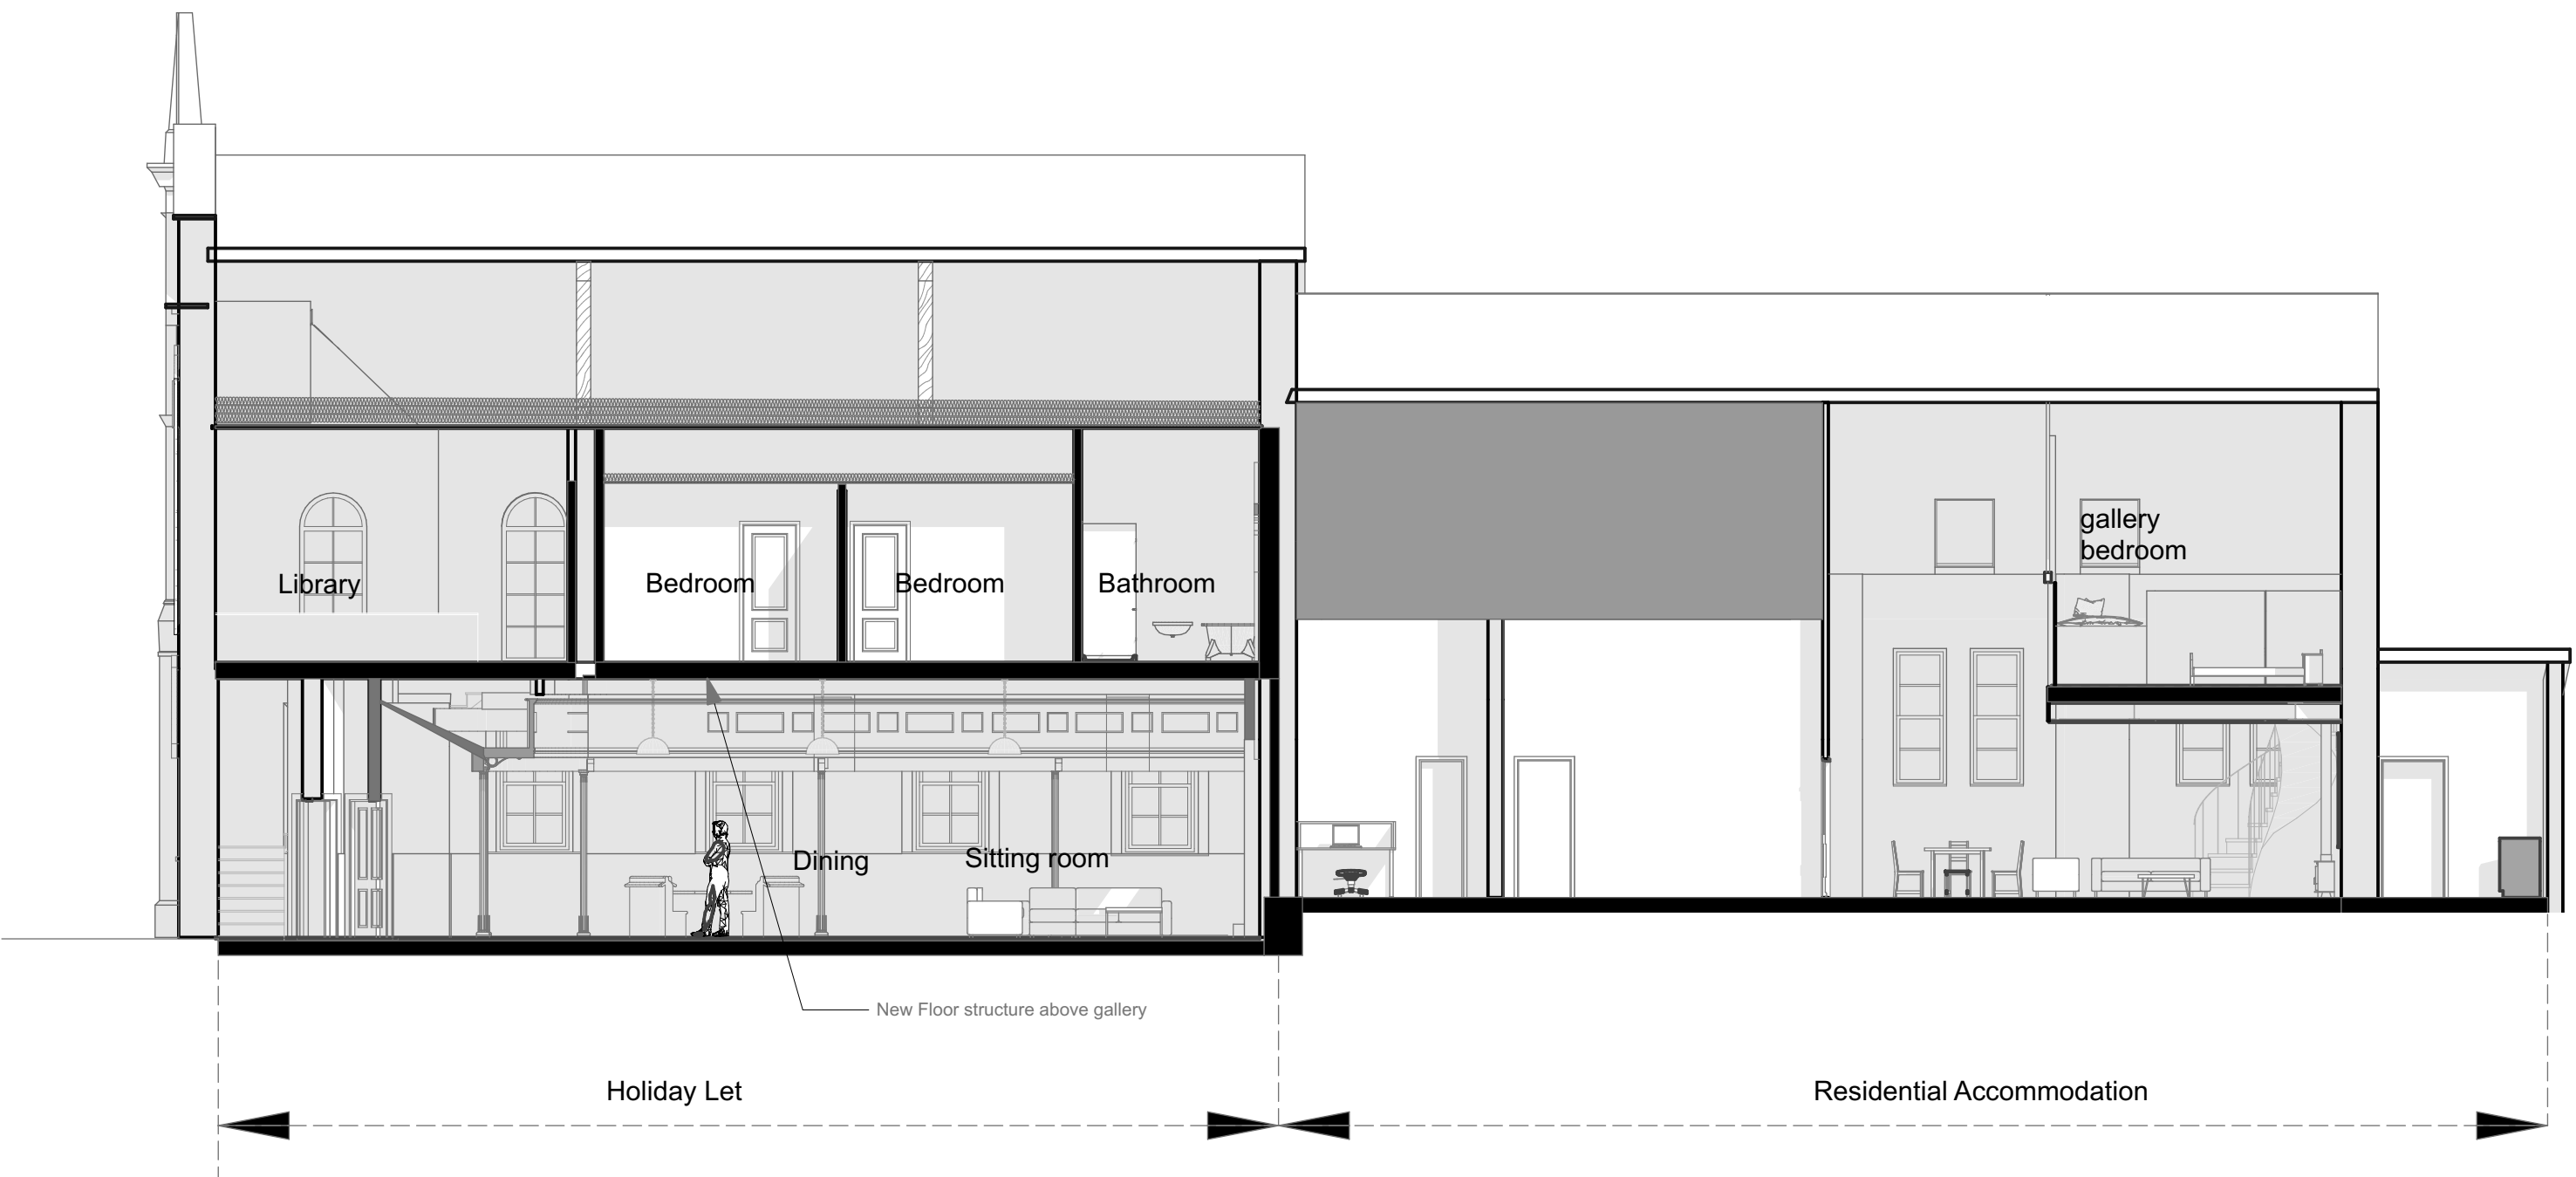 gallery
bedroom
Library
Bedroom
Bedroom
Bathroom
Dining
Sitting room
New Floor structure above gallery
Holiday Let
Residential Accommodation